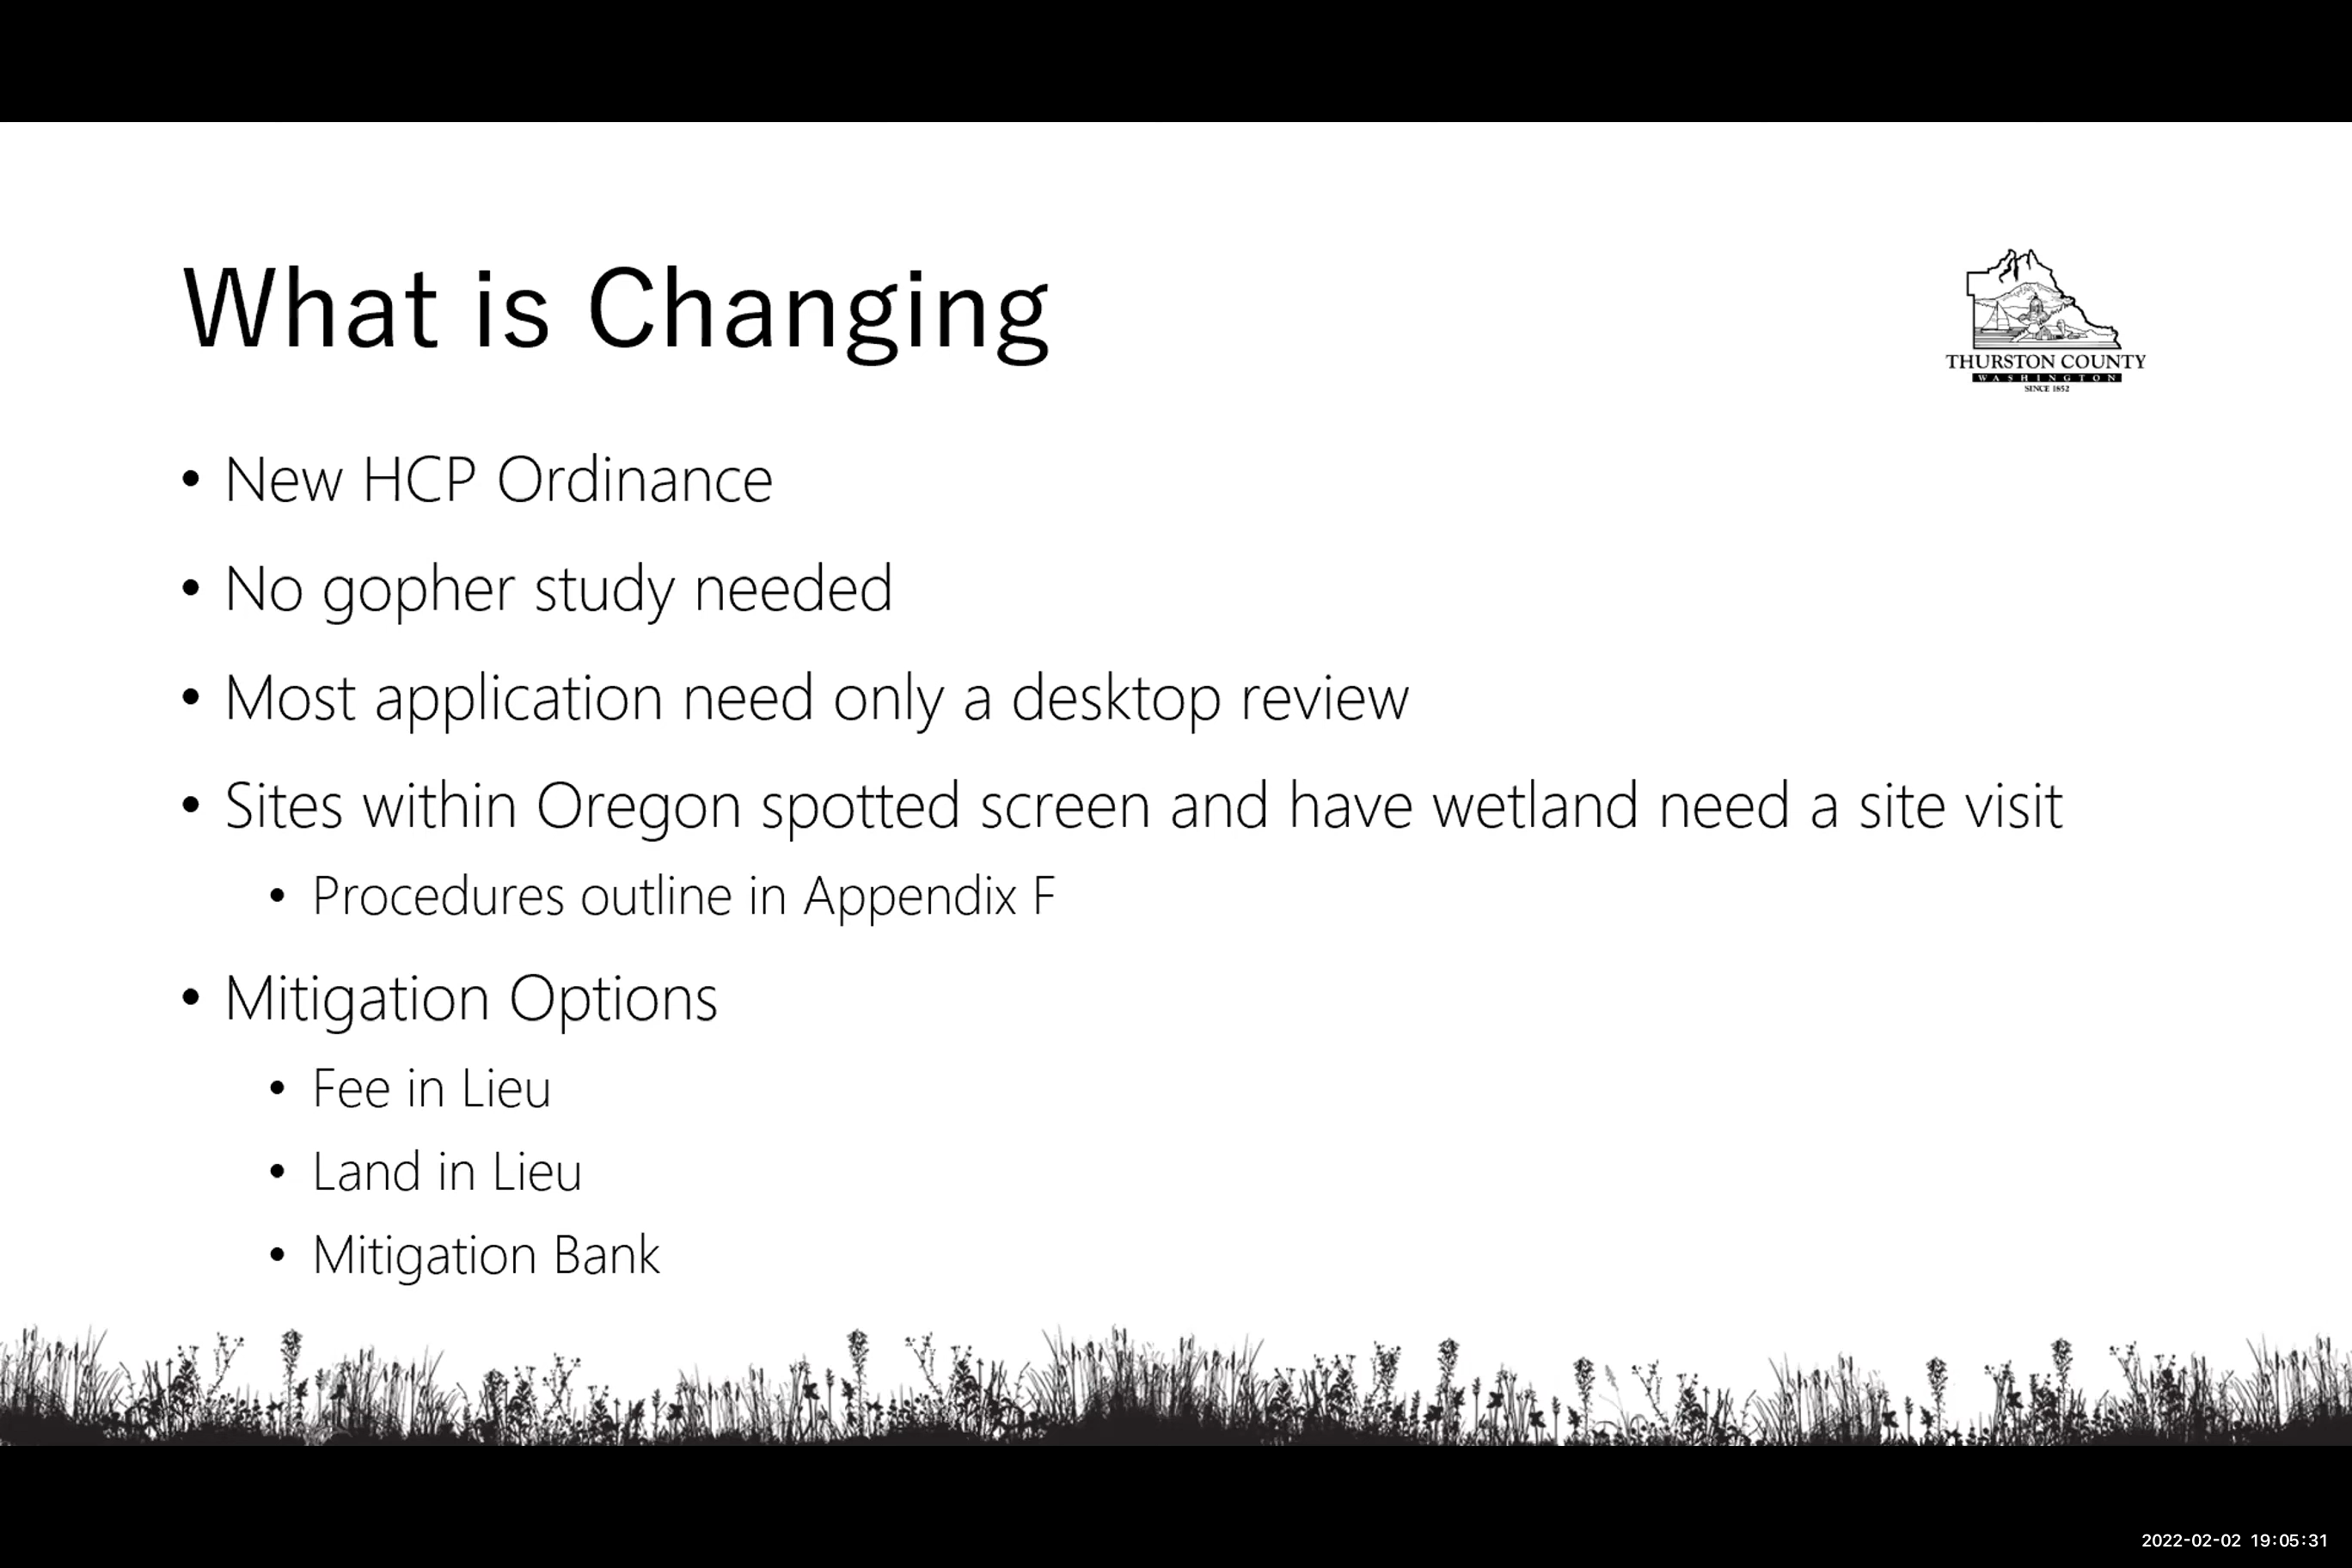 What is Changing
THURSTON COUNTY
WASHINGTON
SINCE 1852
• New HCP Ordinance
• No gopher study needed
• Most application need only a desktop review
• Sites within Oregon spotted screen and have wetland need a site visit
• Procedures outline in Appendix F
• Mitigation Options
• Fee in Lieu
• Land in Lieu
• Mitigation Bank
2022-02-02 19:05:31